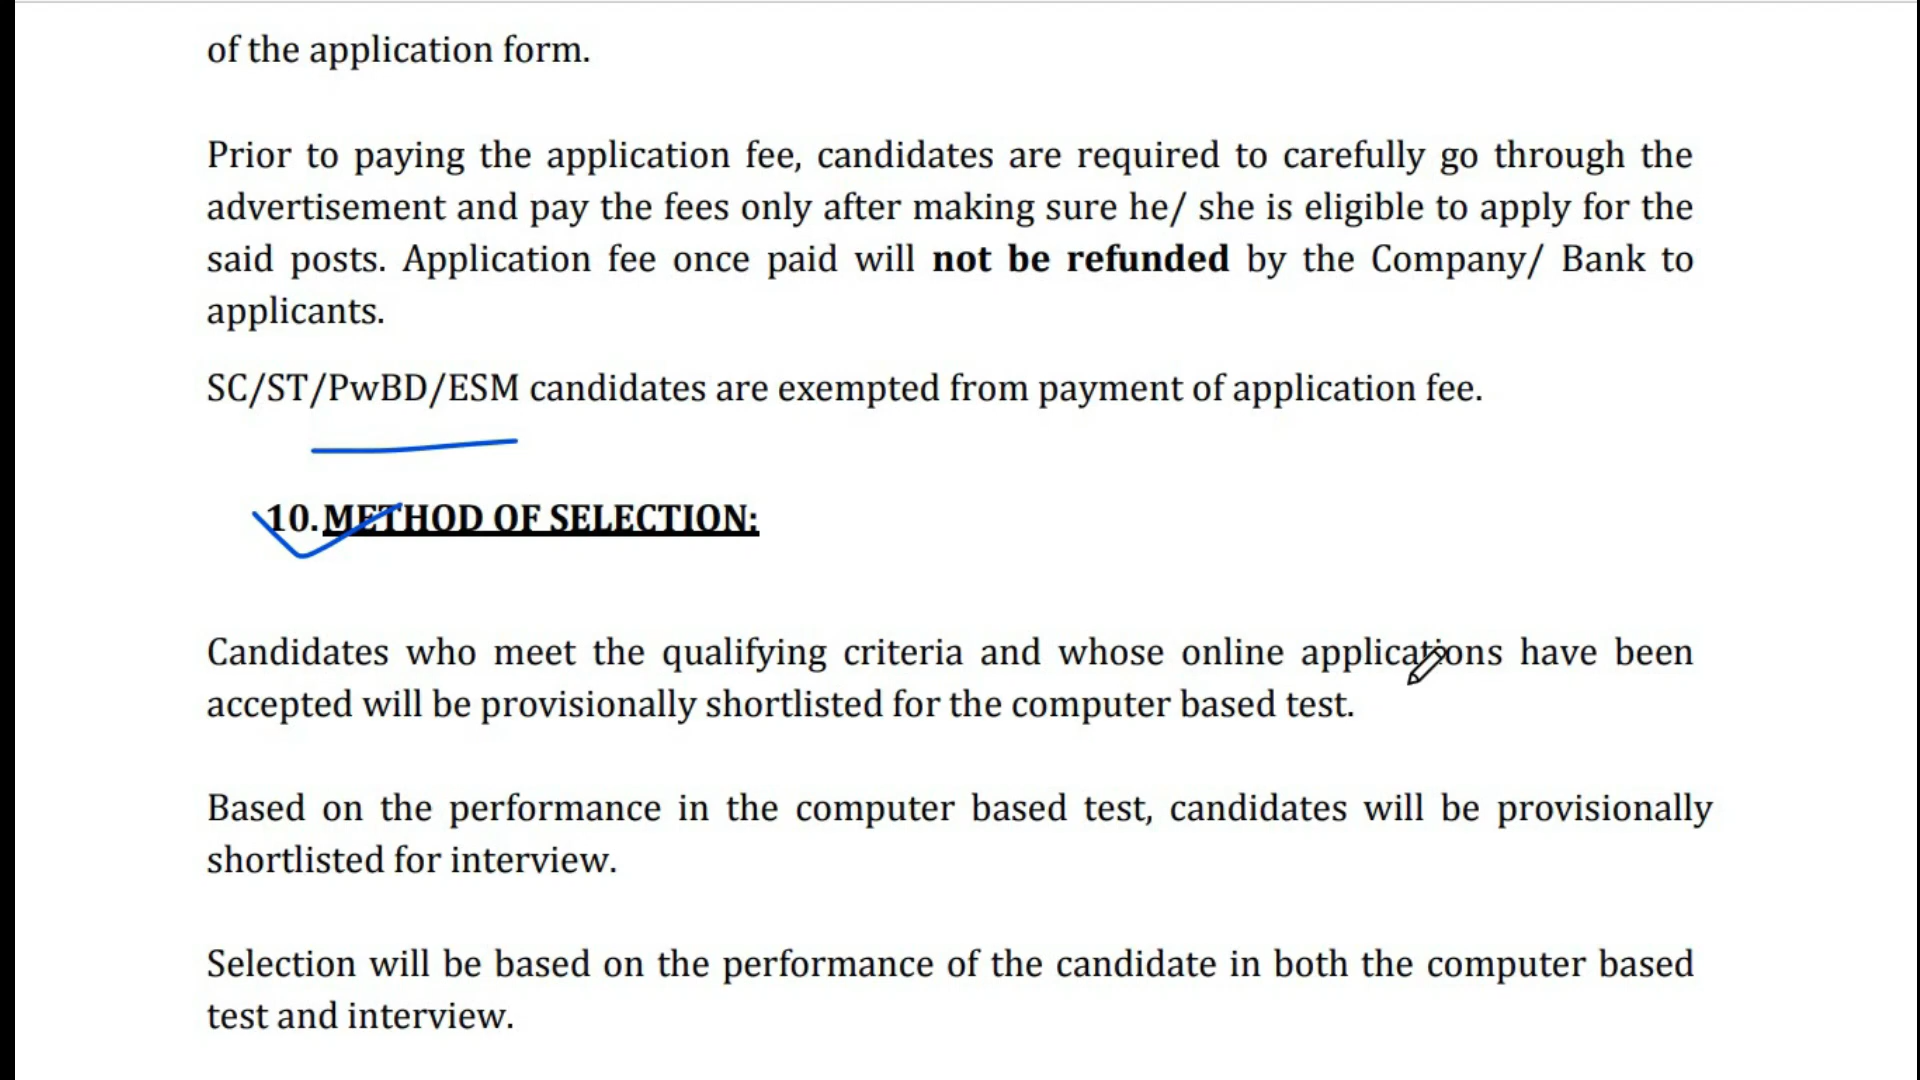 of the application form.
Prior to paying the application fee, candidates are required to carefully go through the
advertisement and pay the fees only after making sure he/ she is eligible to apply for the
said posts. Application fee once paid will not be refunded by the Company/ Bank to
applicants.
SC/ST/PwBD/ESM candidates are exempted from payment of application fee.
10. METHOD OF SELECTION:
Candidates who meet the qualifying criteria and whose online applications have been
accepted will be provisionally shortlisted for the computer based test.
Based on the performance in the computer based test, candidates will be provisionally
shortlisted for interview.
Selection will be based on the performance of the candidate in both the computer based
test and interview.